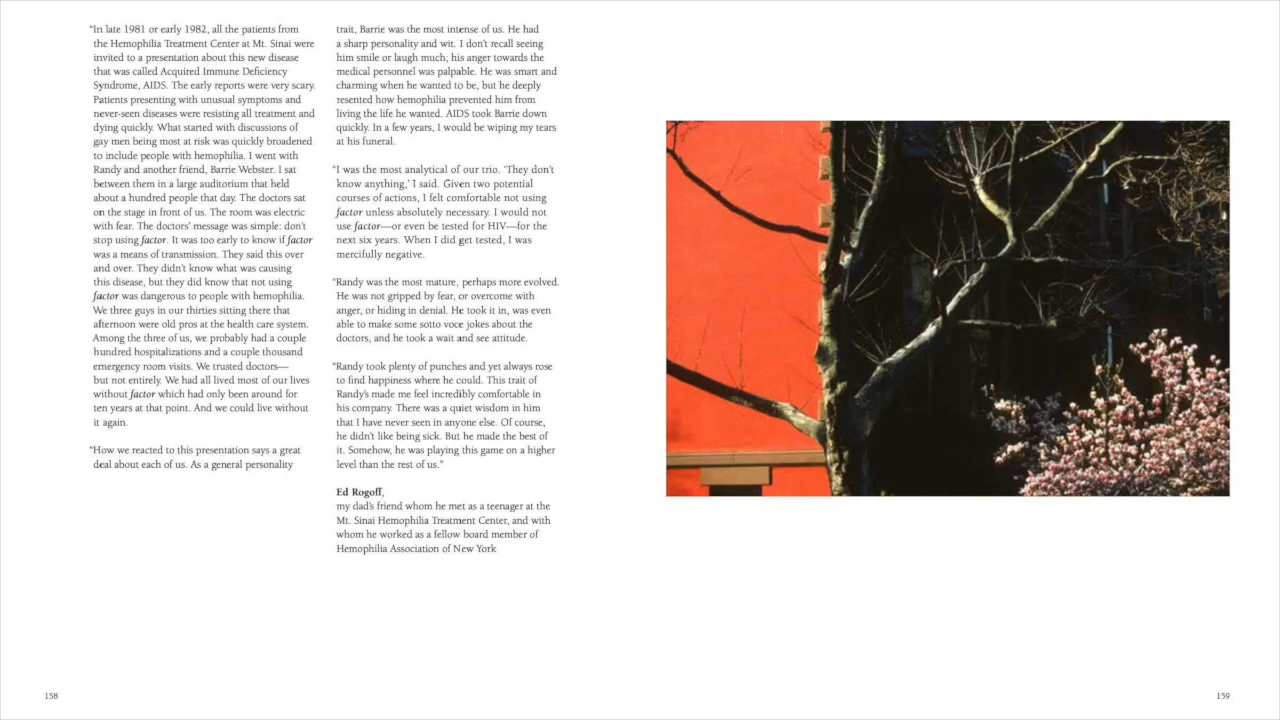 “In late 1981 or early 1982, all the patients from
the Hemophilia Treatment Center at Mt. Sinai were
invited to a presentation about this new disease
that was called Acquired Immune Deficiency
Syndrome, AIDS. The early reports were very scary.
Patients presenting with unusual symptoms and
never-seen diseases were resisting all treatment and
dying quickly. What started with discussions of
gay men being most at risk was quickly broadened
to include people with hemophilia. I went with
Randy and another friend, Barrie Webster. I sat
between them in a large auditorium that held
about a hundred people that day. The doctors sat
on the stage in front of us. The room was electric
with fear. The doctors’ message was simple: don’t
stop using factor. It was too early to know if factor
was a means of transmission. They said this over
and over. They didn’t know what was causing
this disease, but they did know that not using
factor was dangerous to people with hemophilia.
We three guys in our thirties sitting there that
afternoon were old pros at the health care system.
Among the three of us, we probably had a couple
hundred hospitalizations and a couple thousand
emergency room visits. We trusted doctors—
but not entirely. We had all lived most of our lives
without factor which had only been around for
ten years at that point. And we could live without
it again.
“How we reacted to this presentation says a great
deal about each of us. As a general personality
trait, Barrie was the most intense of us. He had
a sharp personality and wit. I don’t recall seeing
him smile or laugh much; his anger towards the
medical personnel was palpable. He was smart and
charming when he wanted to be, but he deeply
resented how hemophilia prevented him from
living the life he wanted. AIDS took Barrie down
quickly. In a few years, I would be wiping my tears
at his funeral.
“I was the most analytical of our trio. ‘They don’t
know anything,’ I said. Given two potential
courses of actions, I felt comfortable not using
factor unless absolutely necessary. I would not
use factor—or even be tested for HIV—for the
next six years. When I did get tested, I was
mercifully negative.
“Randy was the most mature, perhaps more evolved.
He was not gripped by fear, or overcome with
anger, or hiding in denial. He took it in, was even
able to make some sotto voce jokes about the
doctors, and he took a wait and see attitude.
“Randy took plenty of punches and yet always rose
to find happiness where he could. This trait of
Randy’s made me feel incredibly comfortable in
his company. There was a quiet wisdom in him
that I have never seen in anyone else. Of course,
he didn’t like being sick. But he made the best of
it. Somehow, he was playing this game on a higher
level than the rest of us.”
Ed Rogoff,
my dad’s friend whom he met as a teenager at the
Mt. Sinai Hemophilia Treatment Center, and with
whom he worked as a fellow board member of
Hemophilia Association of New York
158
159